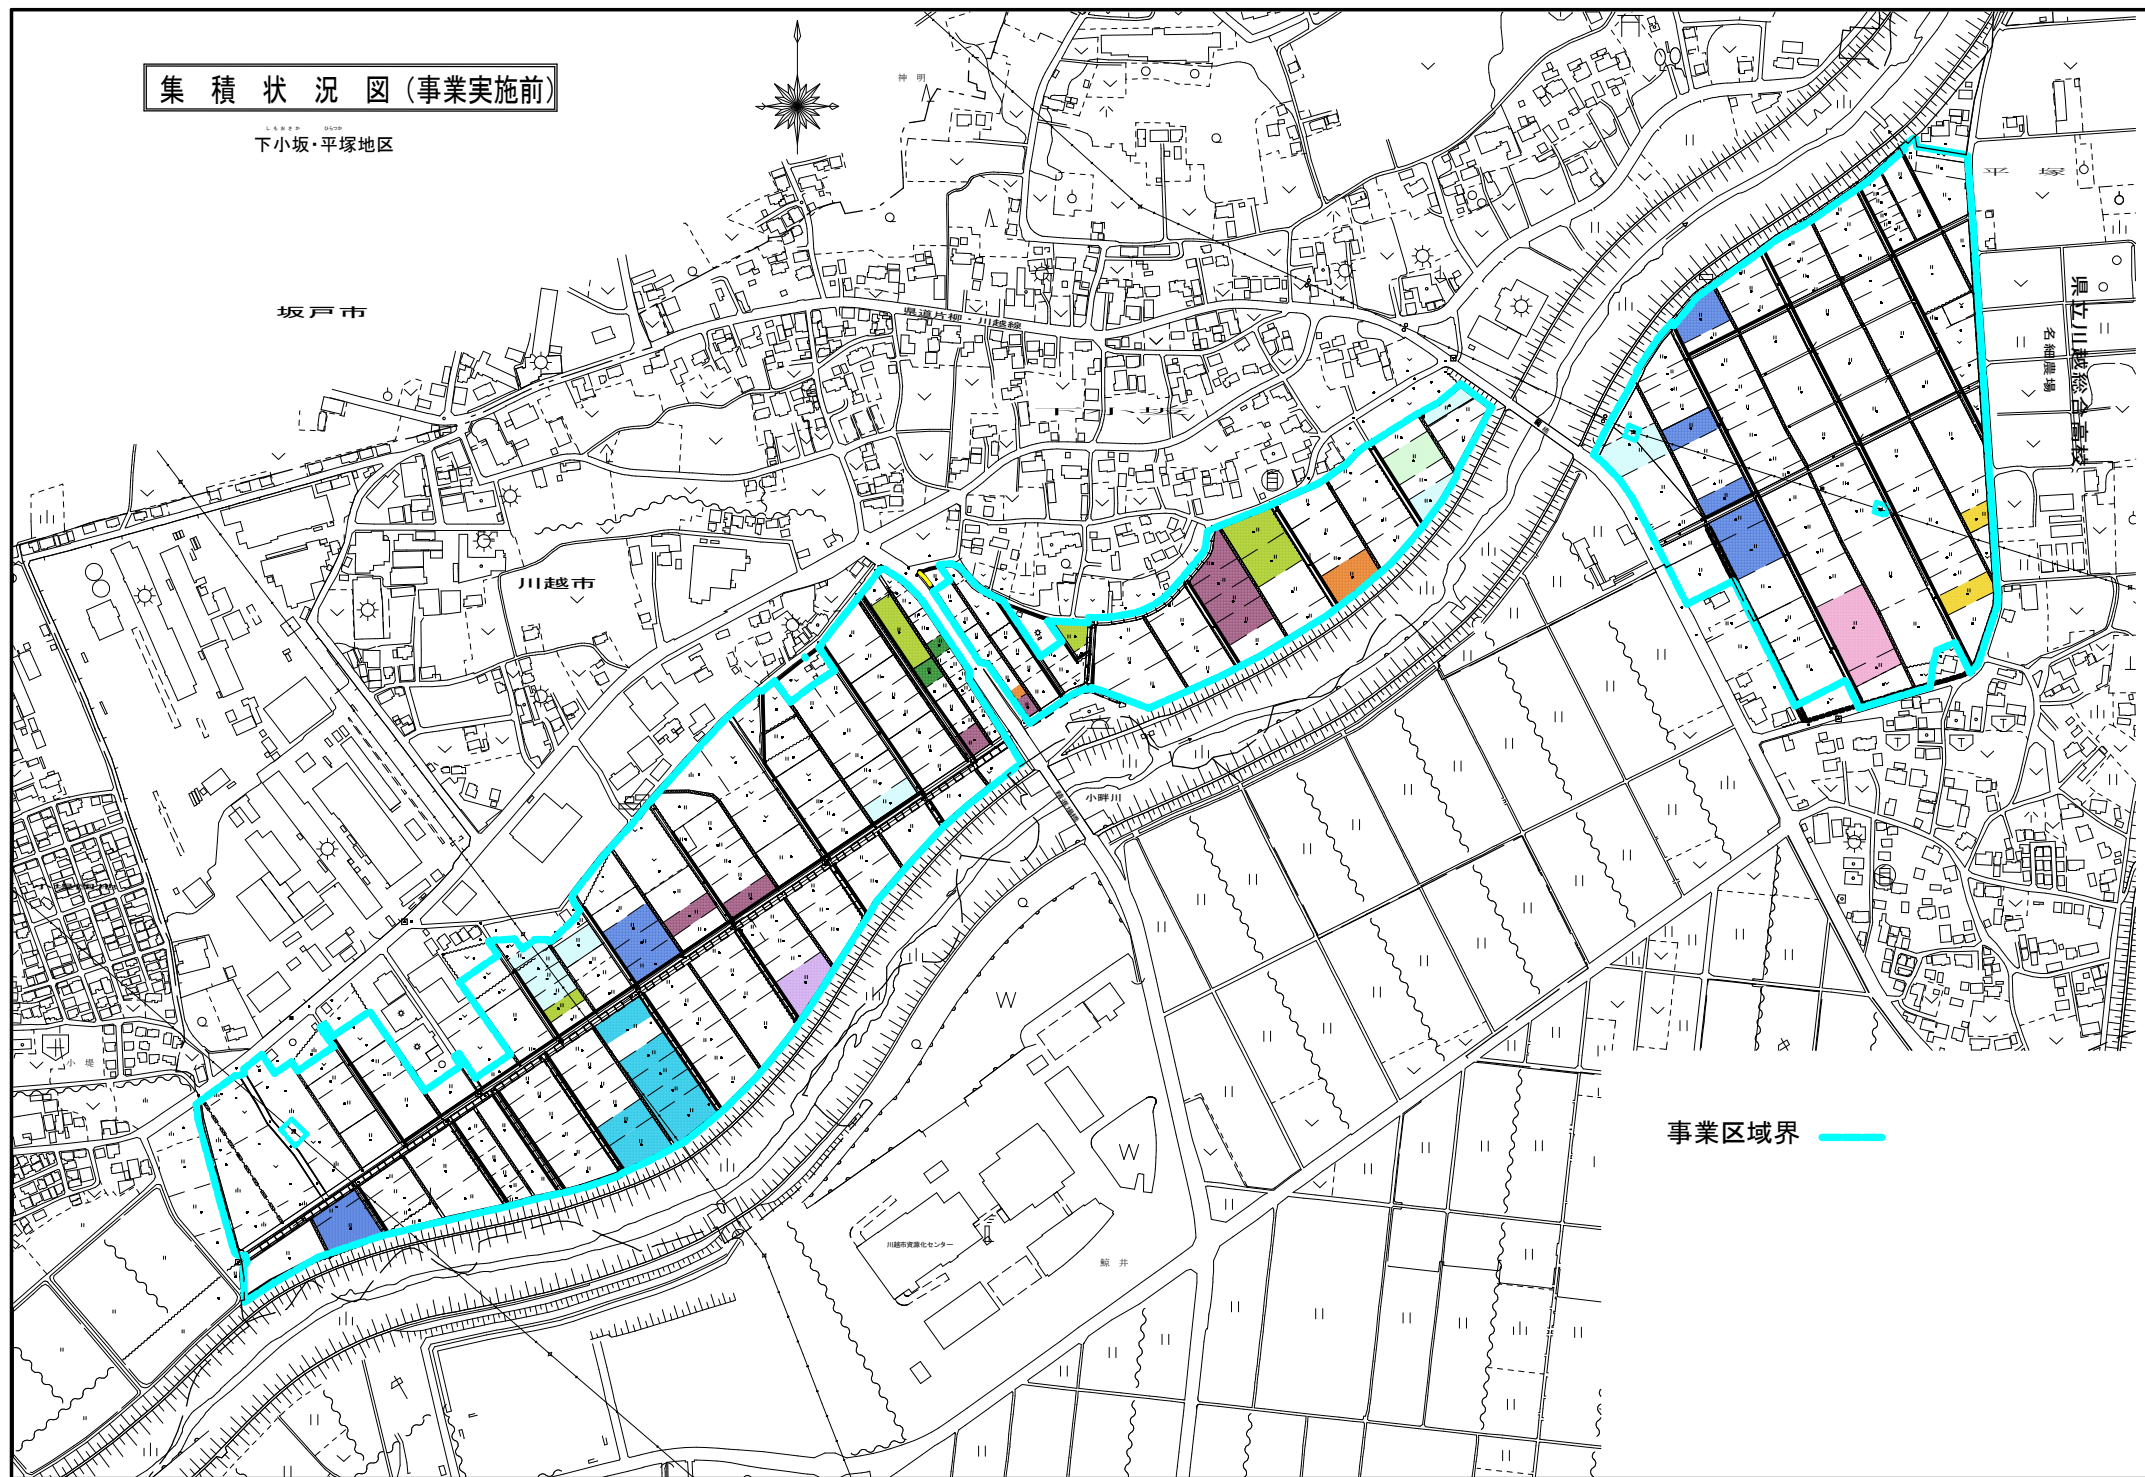 集積状況図(事業実施前)
しもおさか ひらつか
下小坂・平塚地区
神明
平塚
坂戸市
県道片柳・川越線
県立川越総合高校
名細農場
下小坂
川越市
小畔川
小堤
事業区域界
川越市資源化センター
鯨井